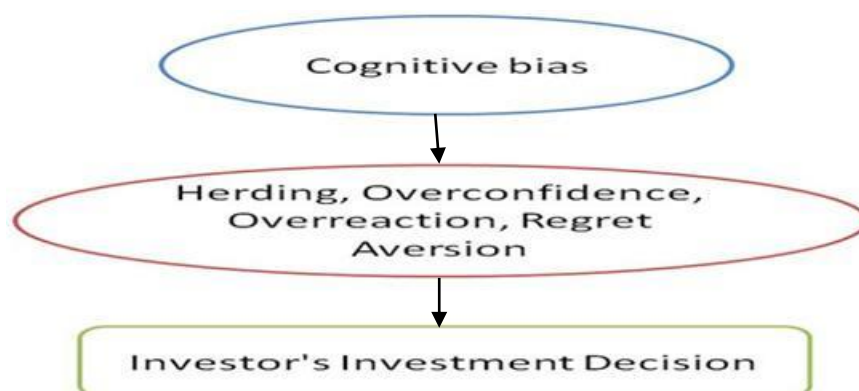 Cognitive bias
Herding, Overconfidence,
Overreaction, Regret
Aversion
Investor's Investment Decision